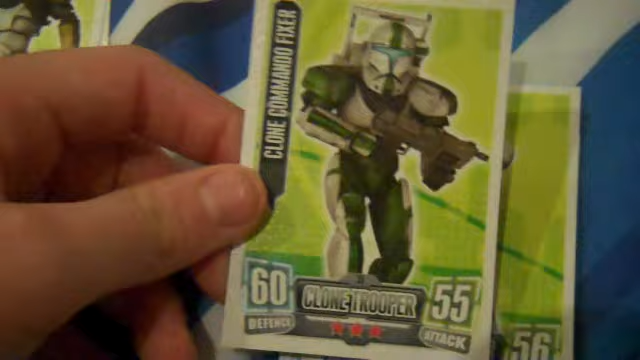 CLONE COMMANDO FIXER
60
DEFENCE
CLONE TROOPER
55
ATTACK
56